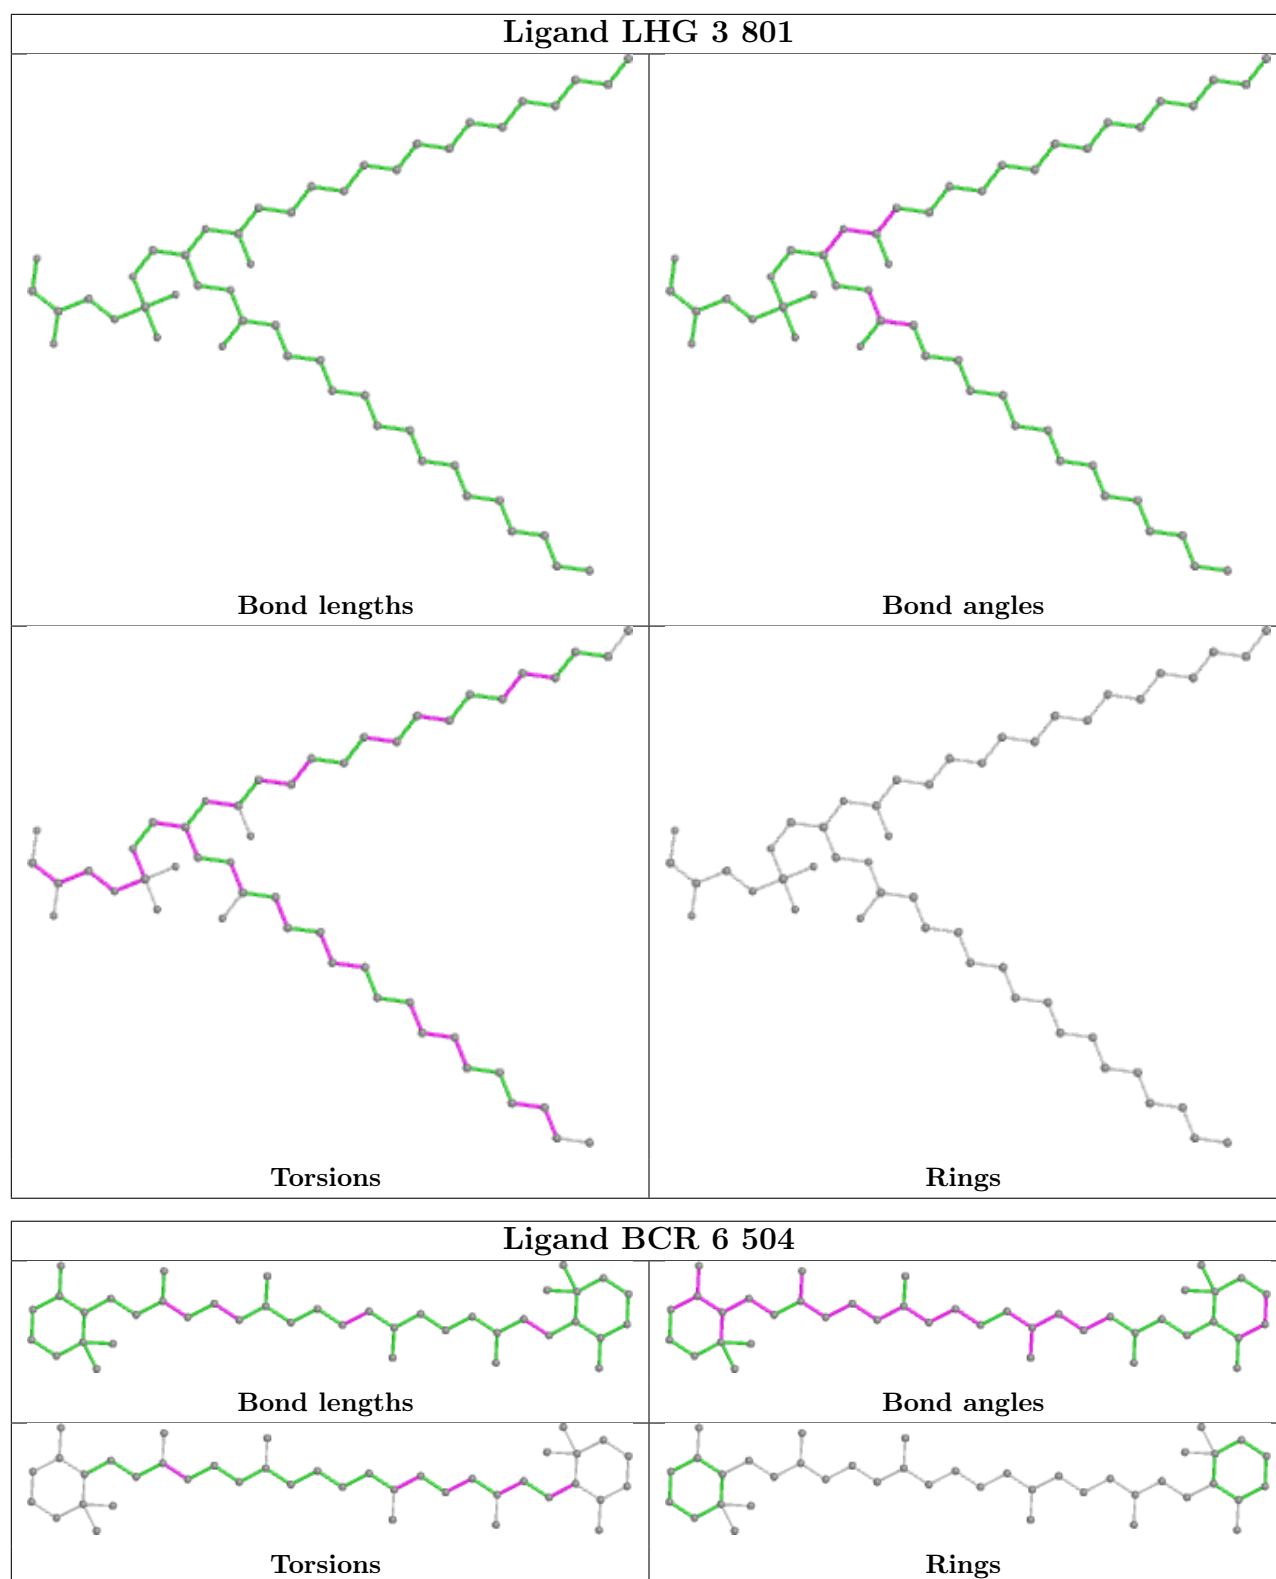 Ligand LHG 3 801
Bond lengths
Bond angles
Torsions
Rings
Ligand BCR 6 504
Bond lengths
Bond angles
Torsions
Rings